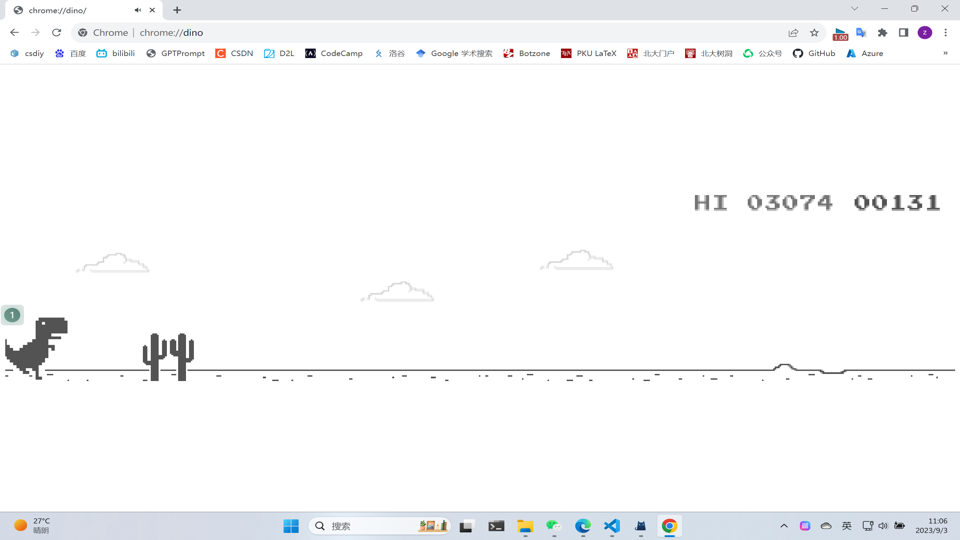 chrome://dino/
Chrome | chrome://dino
1.00
z
csdiy 百度 bilibili GPTPrompt CSDN D2L CodeCamp 洛谷 Google 学术搜索 Botzone PKU LaTeX 北大门户 北大树洞 公众号 GitHub Azure »
HI 03074 00131
1
27°C
晴朗
搜索
英
11:06
2023/9/3